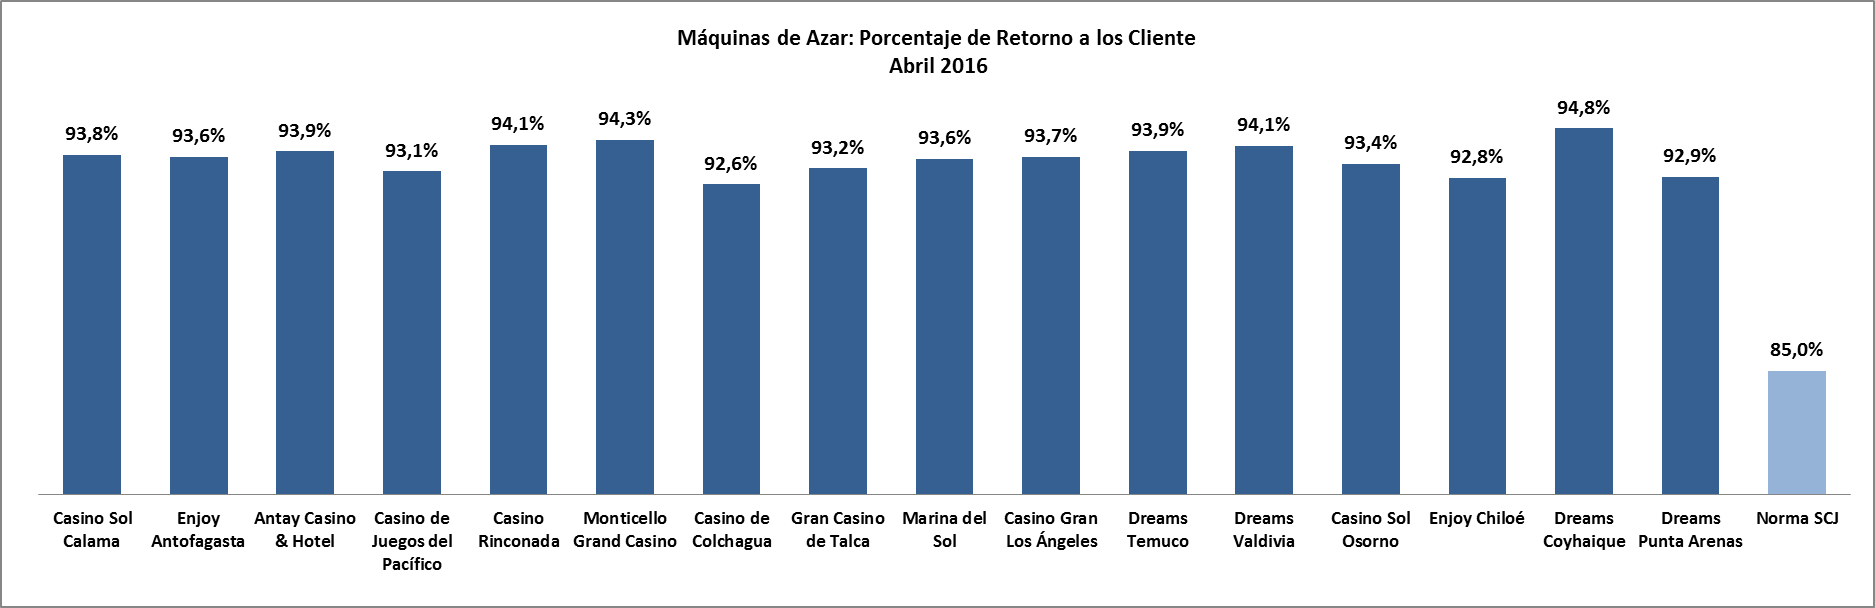 Máquinas de Azar: Porcentaje de Retorno a los Cliente
Abril 2016
93,8%
93,6%
93,9%
93,1%
94,1%
94,3%
92,6%
93,2%
93,6%
93,7%
93,9%
94,1%
93,4%
92,8%
94,8%
92,9%
85,0%
Casino Sol
Calama
Enjoy
Antofagasta
Antay Casino
& Hotel
Casino de
Juegos del
Pacífico
Casino
Rinconada
Monticello
Grand Casino
Casino de
Colchagua
Gran Casino
de Talca
Marina del
Sol
Casino Gran
Los Ángeles
Dreams
Temuco
Dreams
Valdivia
Casino Sol
Osorno
Enjoy Chiloé
Dreams
Coyhaique
Dreams
Punta Arenas
Norma SCJ